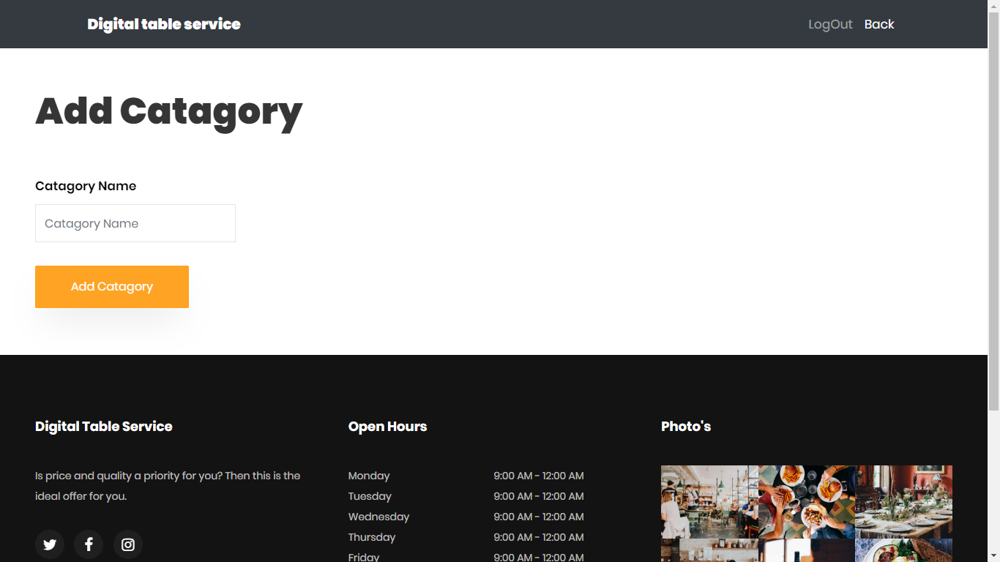 Digital table service
LogOut Back
Add Catagory
Catagory Name
Catagory Name
Add Catagory
Digital Table Service
Is price and quality a priority for you? Then this is the
ideal offer for you.
Open Hours
Monday 9:00 AM - 12:00 AM
Tuesday 9:00 AM - 12:00 AM
Wednesday 9:00 AM - 12:00 AM
Thursday 9:00 AM - 12:00 AM
Friday 9:00 AM - 12:00 AM
Photo's